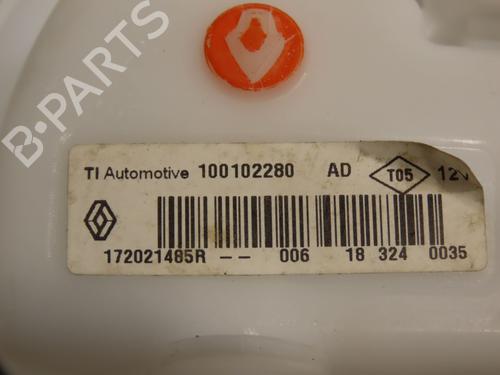 B-PARTS
TI Automotive 100102280 AD T05 12V
172021485R -- 006 18 324 0035